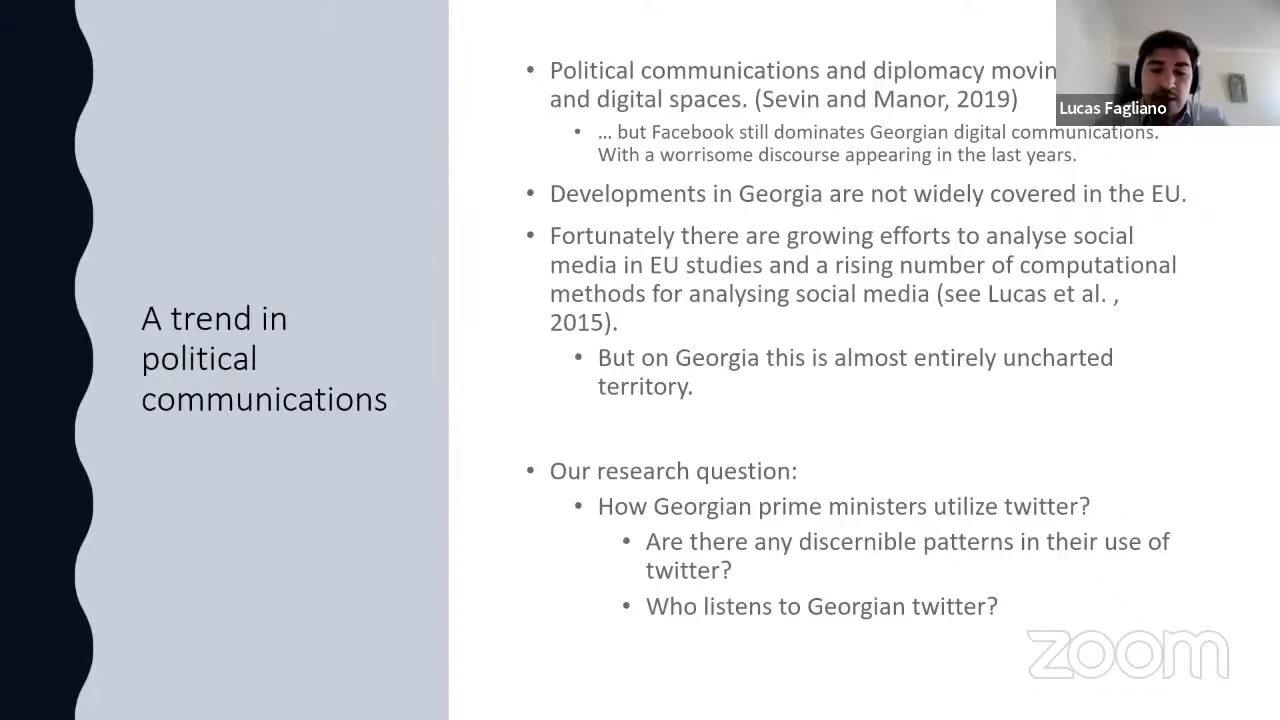 A trend in
political
communications
• Political communications and diplomacy
and digital spaces. (Sevin and Manor, 2019)
• … but Facebook still dominates Georgian digital communications.
With a worrisome discourse appearing in the last years.
• Developments in Georgia are not widely covered in the EU.
• Fortunately there are growing efforts to analyse social
media in EU studies and a rising number of computational
methods for analysing social media (see Lucas et al. ,
2015).
• But on Georgia this is almost entirely uncharted
territory.
• Our research question:
• How Georgian prime ministers utilize twitter?
• Are there any discernible patterns in their use of
twitter?
• Who listens to Georgian twitter?
Lucas Fagliano
zoom